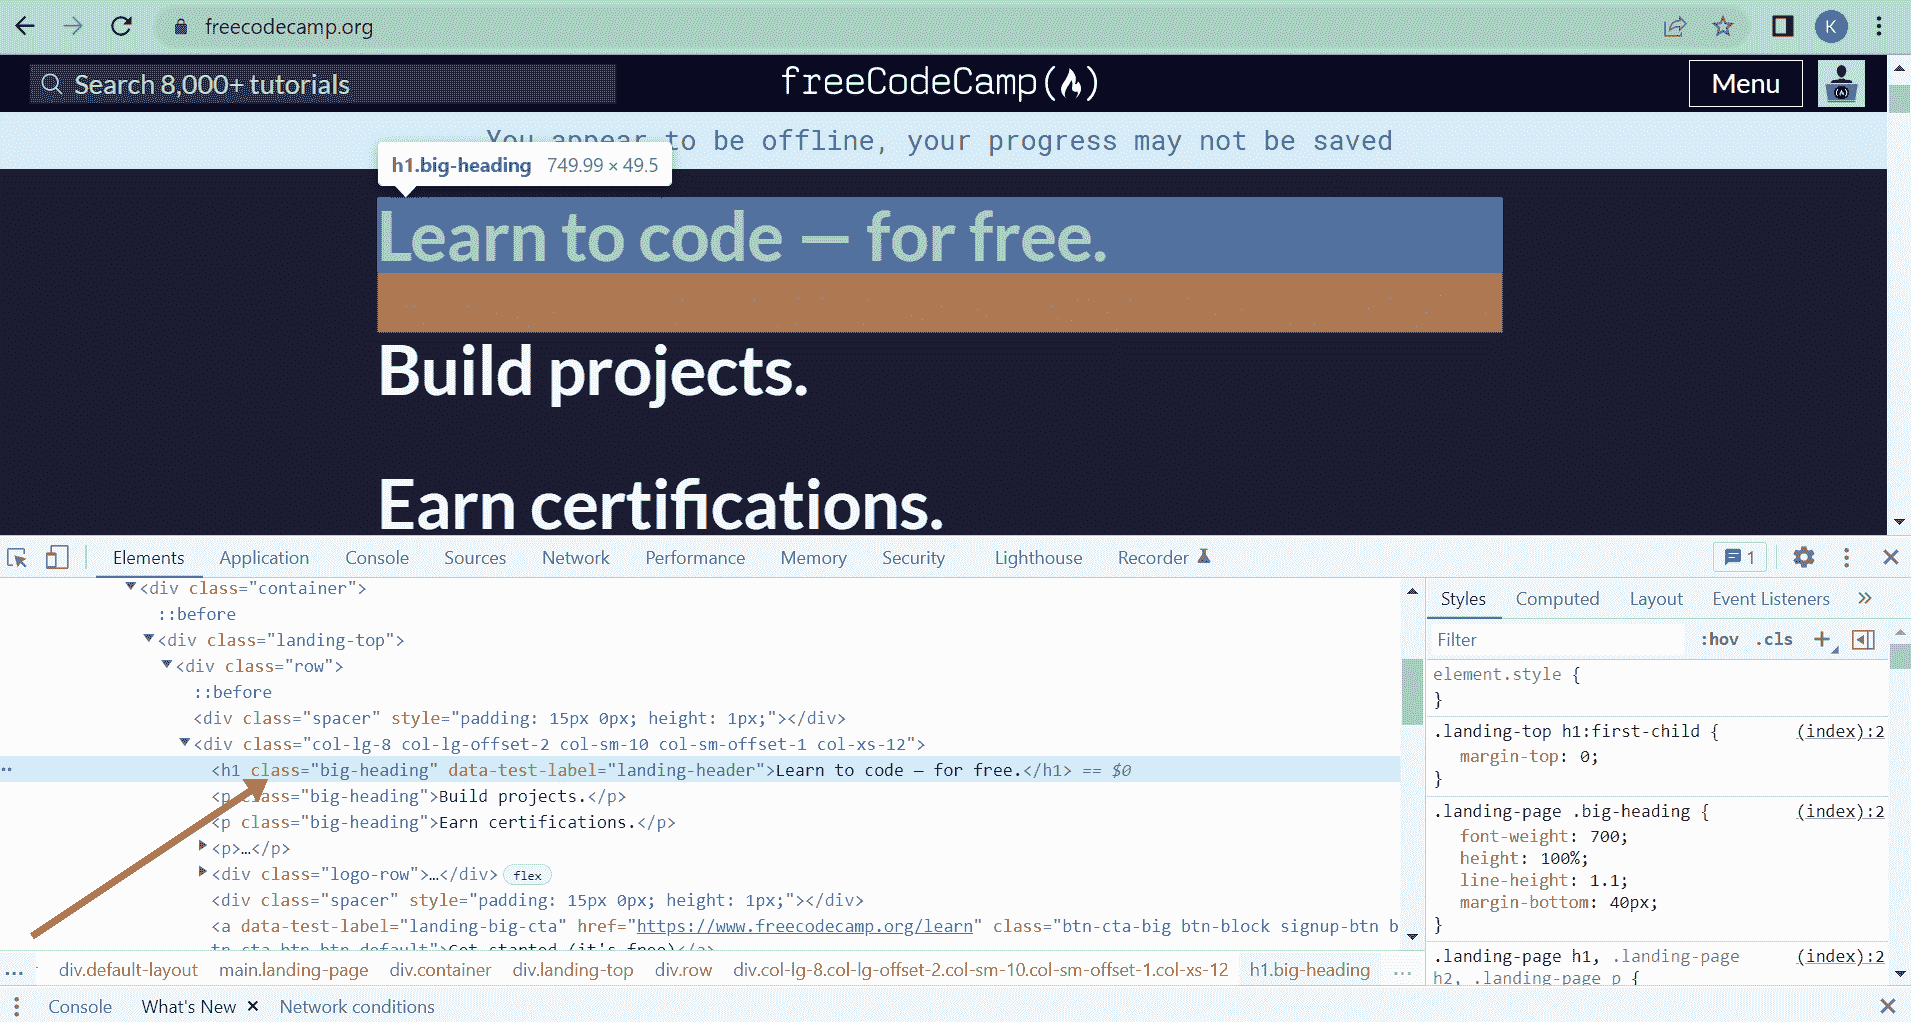 freecodecamp.org
K
Search 8,000+ tutorials
freeCodeCamp(🔥)
Menu
You appear to be offline, your progress may not be saved
h1.big-heading 749.99 × 49.5
Learn to code — for free.
Build projects.
Earn certifications.
Elements Application Console Sources Network Performance Memory Security Lighthouse Recorder 1
<div class="container">
::before
<div class="landing-top">
<div class="row">
::before
<div class="spacer" style="padding: 15px 0px; height: 1px;"></div>
<div class="col-lg-8 col-lg-offset-2 col-sm-10 col-sm-offset-1 col-xs-12">
<h1 class="big-heading" data-test-label="landing-header">Learn to code — for free.</h1> == $0
<p class="big-heading">Build projects.</p>
<p class="big-heading">Earn certifications.</p>
<p>…</p>
<div class="logo-row">…</div> flex
<div class="spacer" style="padding: 15px 0px; height: 1px;"></div>
<a data-test-label="landing-big-cta" href="https://www.freecodecamp.org/learn" class="btn-cta-big btn-block signup-btn b
tn-cta btn btn-default">Get started (it's free)</a>
... div.default-layout main.landing-page div.container div.landing-top div.row div.col-lg-8.col-lg-offset-2.col-sm-10.col-sm-offset-1.col-xs-12 h1.big-heading ...
Styles Computed Layout Event Listeners »
Filter :hov .cls +
element.style {
}
.landing-top h1:first-child { (index):2
margin-top: 0;
}
.landing-page .big-heading { (index):2
font-weight: 700;
height: 100%;
line-height: 1.1;
margin-bottom: 40px;
}
.landing-page h1, .landing-page (index):2
h2, .landing-page p {
Console What's New × Network conditions